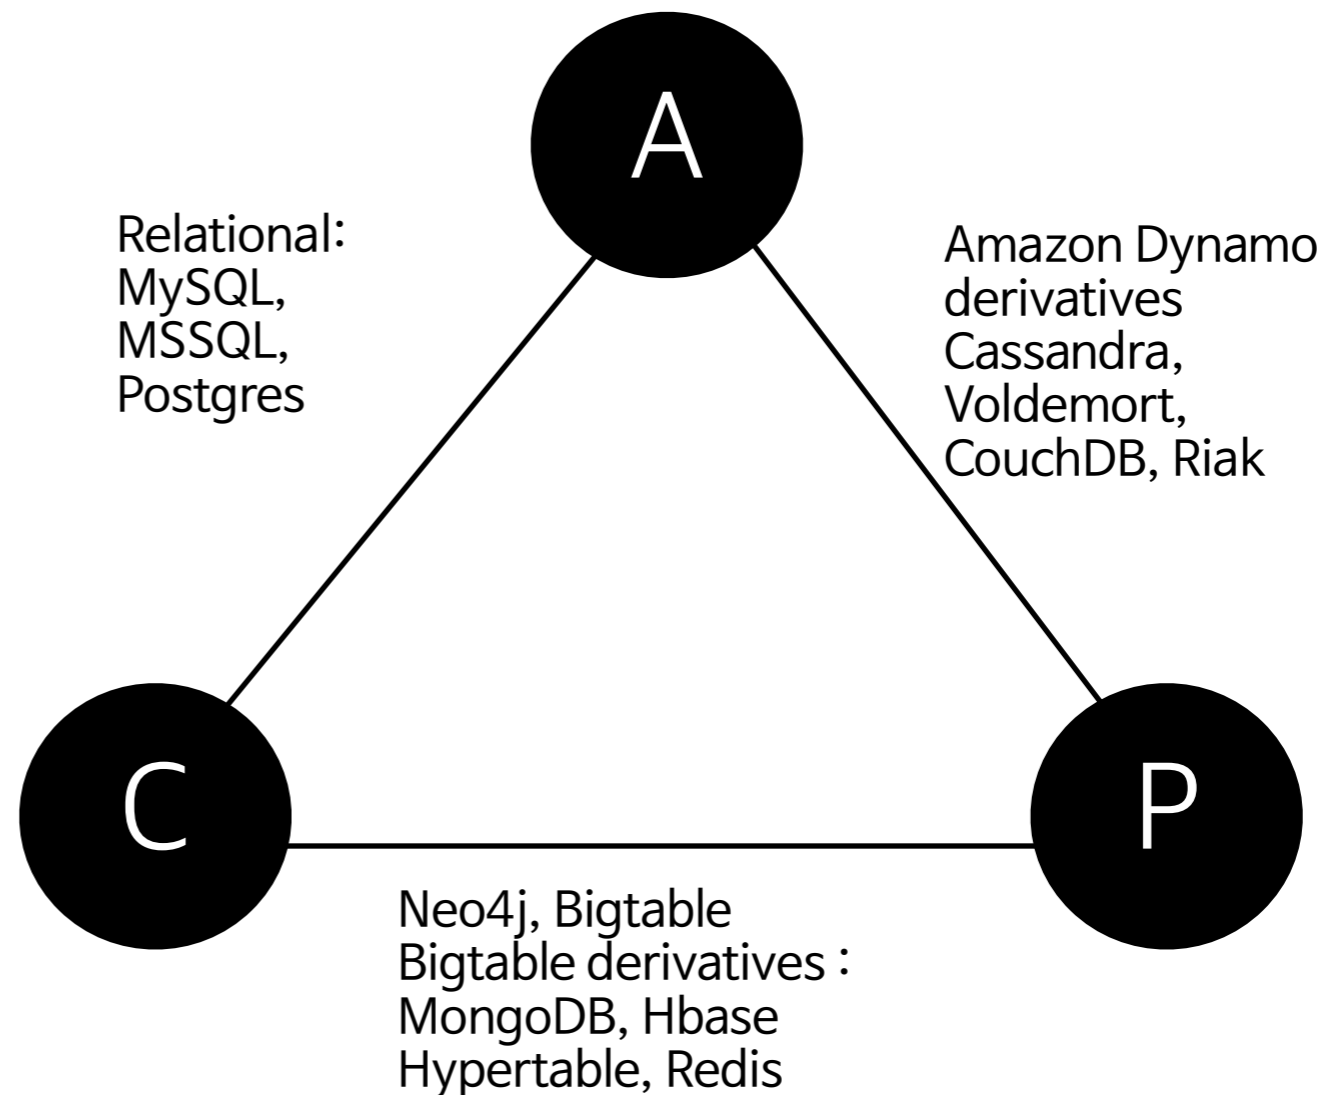 A
Relational:
MySQL,
MSSQL,
Postgres
Amazon Dynamo
derivatives
Cassandra,
Voldemort,
CouchDB, Riak
C
P
Neo4j, Bigtable
Bigtable derivatives :
MongoDB, Hbase
Hypertable, Redis